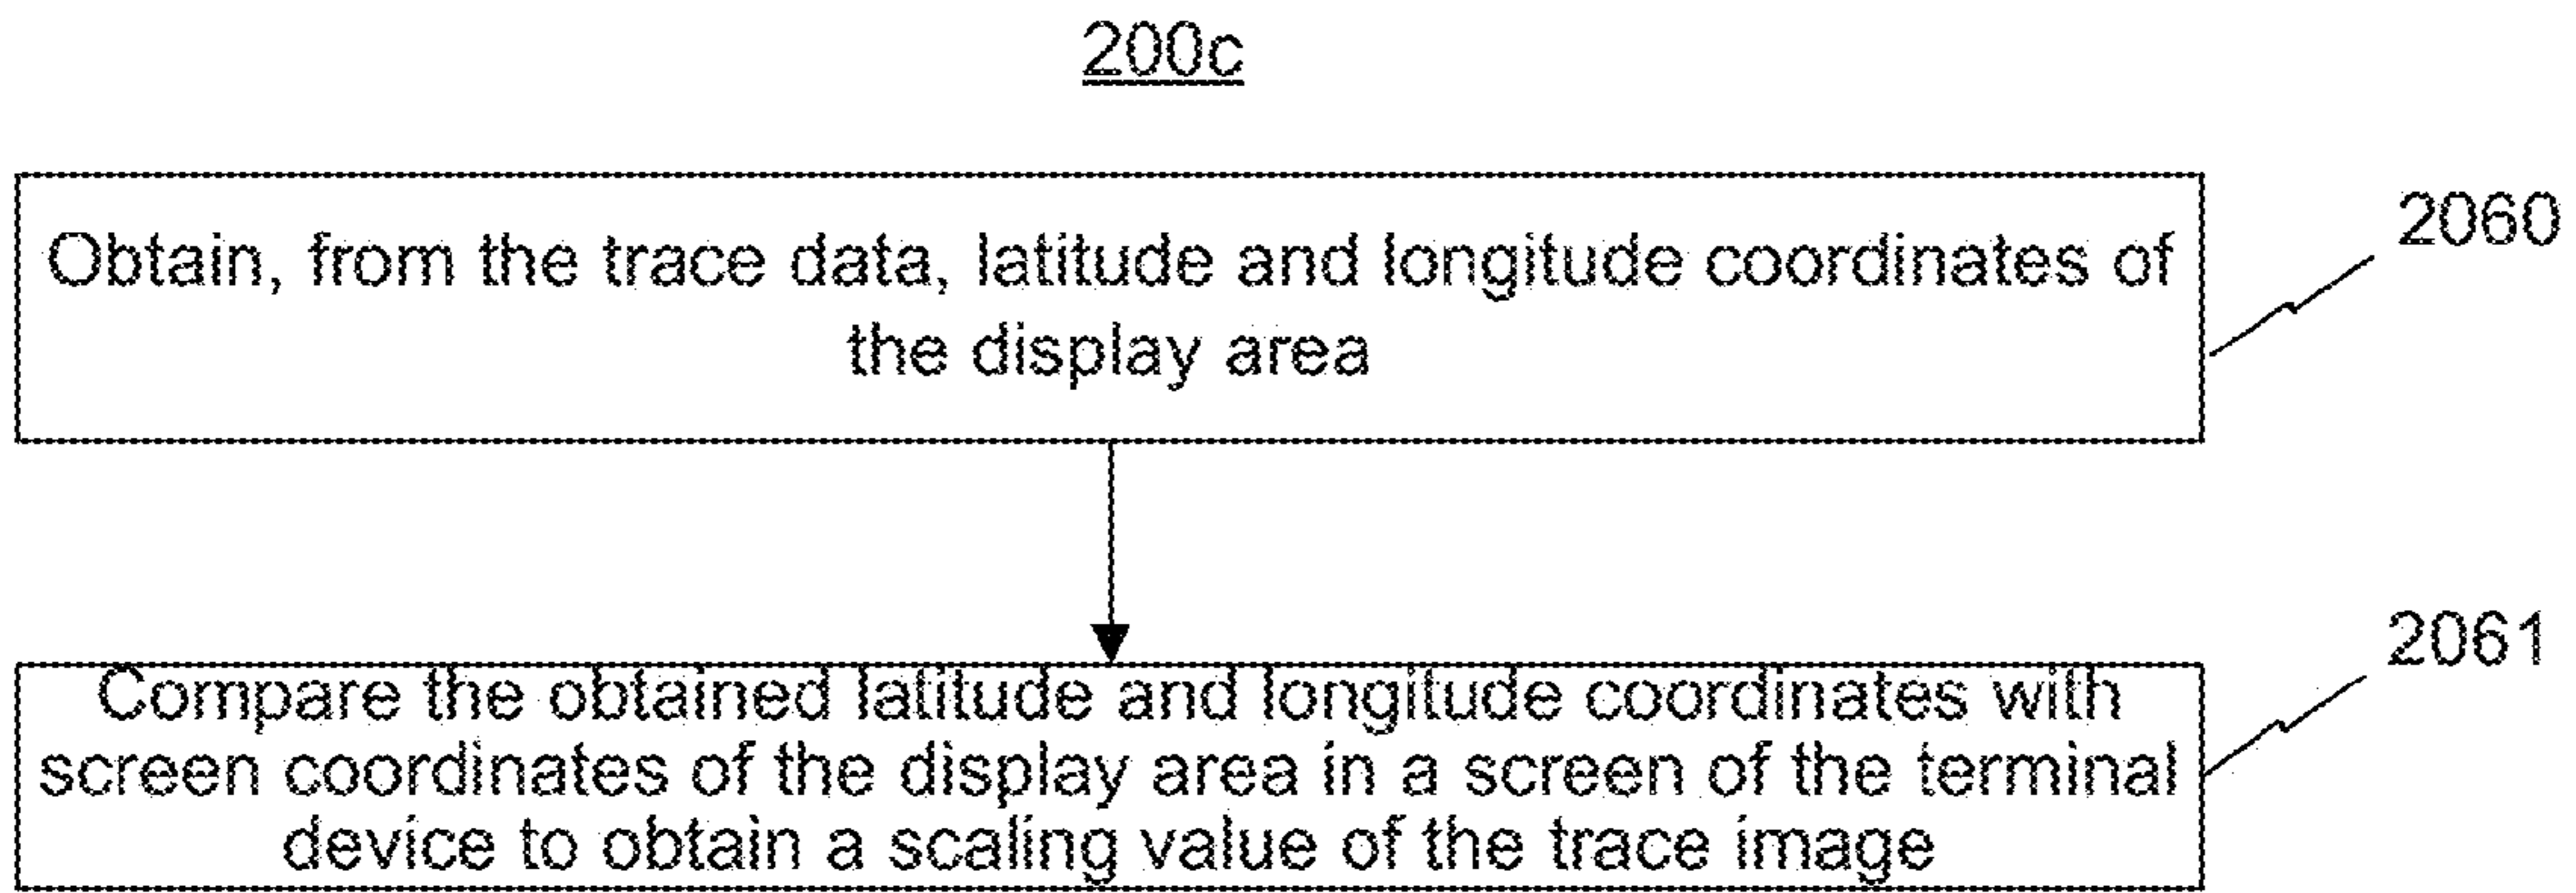 200c
Obtain, from the trace data, latitude and longitude coordinates of
2060
the display area
2061
Compare the obtained latitude and longitude coordinates with
screen coordinates of the display area in a screen of the terminal
device to obtain a scaling value of the trace image